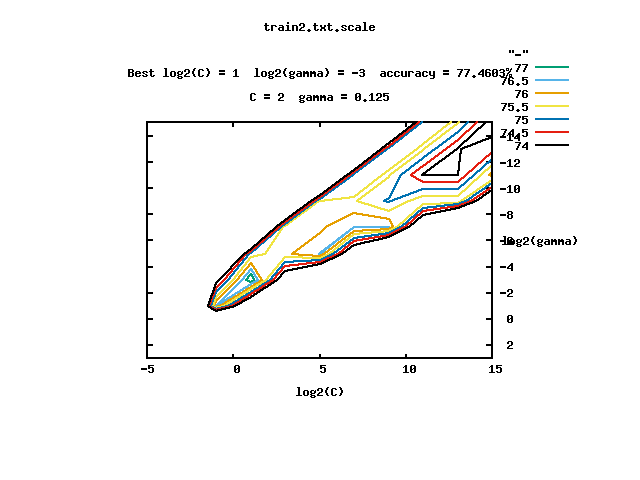 train2.txt.scale
"-"
Best log2(C) = 1  log2(gamma) = -3  accuracy = 77.4603%
77
76.5
C = 2  gamma = 0.125
76
75.5
75
74.5
74
-14
-12
-10
-8
-6
log2(gamma)
-4
-2
0
2
-5 0 5 10 15
log2(C)